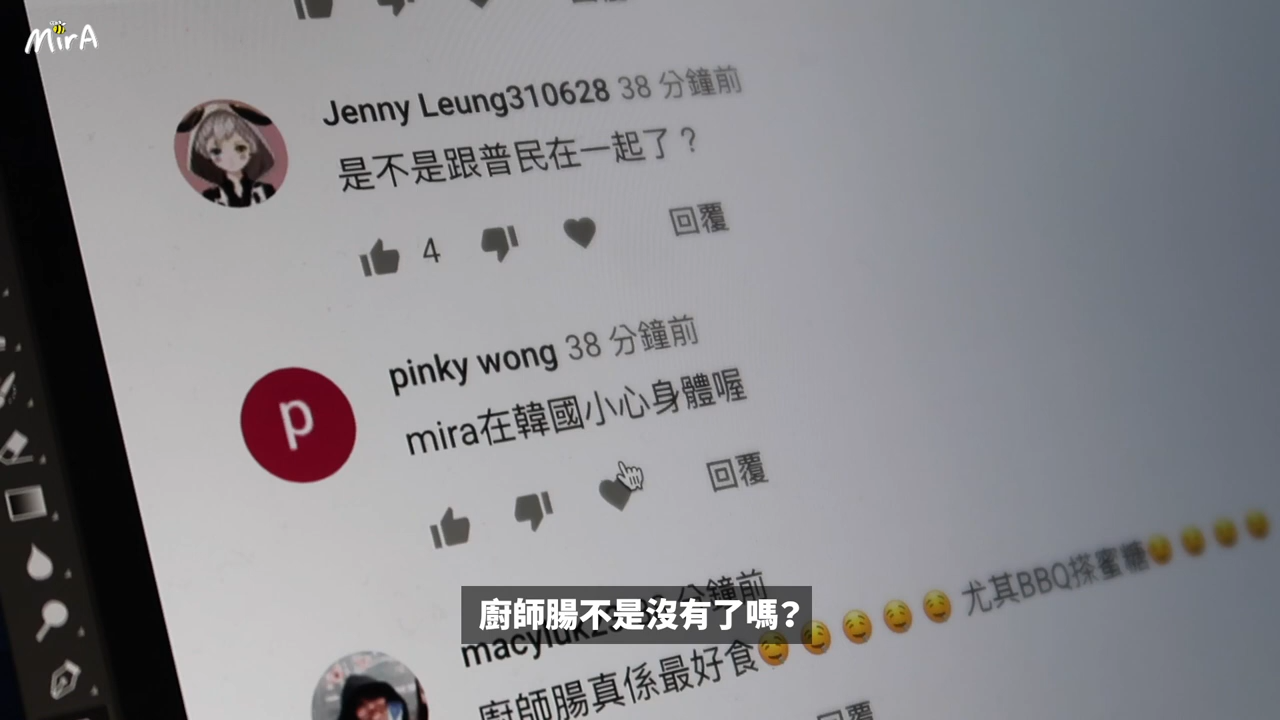 MirA
Jenny Leung310628 38 分鐘前
是不是跟普民在一起了？
4
回覆
p
pinky wong 38 分鐘前
mira在韓國小心身體喔
回覆
廚師腸不是沒有了嗎？
分鐘前
廚師腸真係最好食🤤🤤🤤🤤🤤 尤其BBQ搽蜜糖🤤🤤🤤🤤
回覆